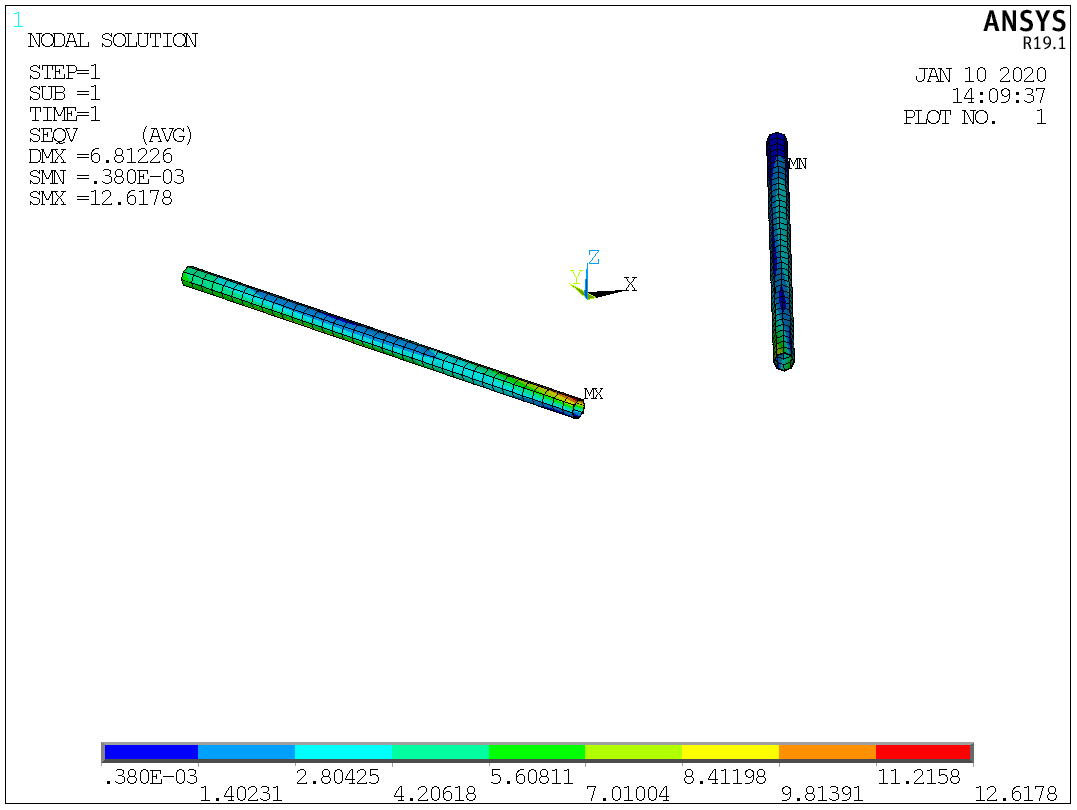 1
NODAL SOLUTION
STEP=1
SUB =1
TIME=1
SEQV (AVG)
DMX =6.81226
SMN =.380E-03
SMX =12.6178
ANSYS
R19.1
JAN 10 2020
14:09:37
PLOT NO. 1
MN
Z
Y
X
MX
.380E-03 2.80425 5.60811 8.41198 11.2158
1.40231 4.20618 7.01004 9.81391 12.6178